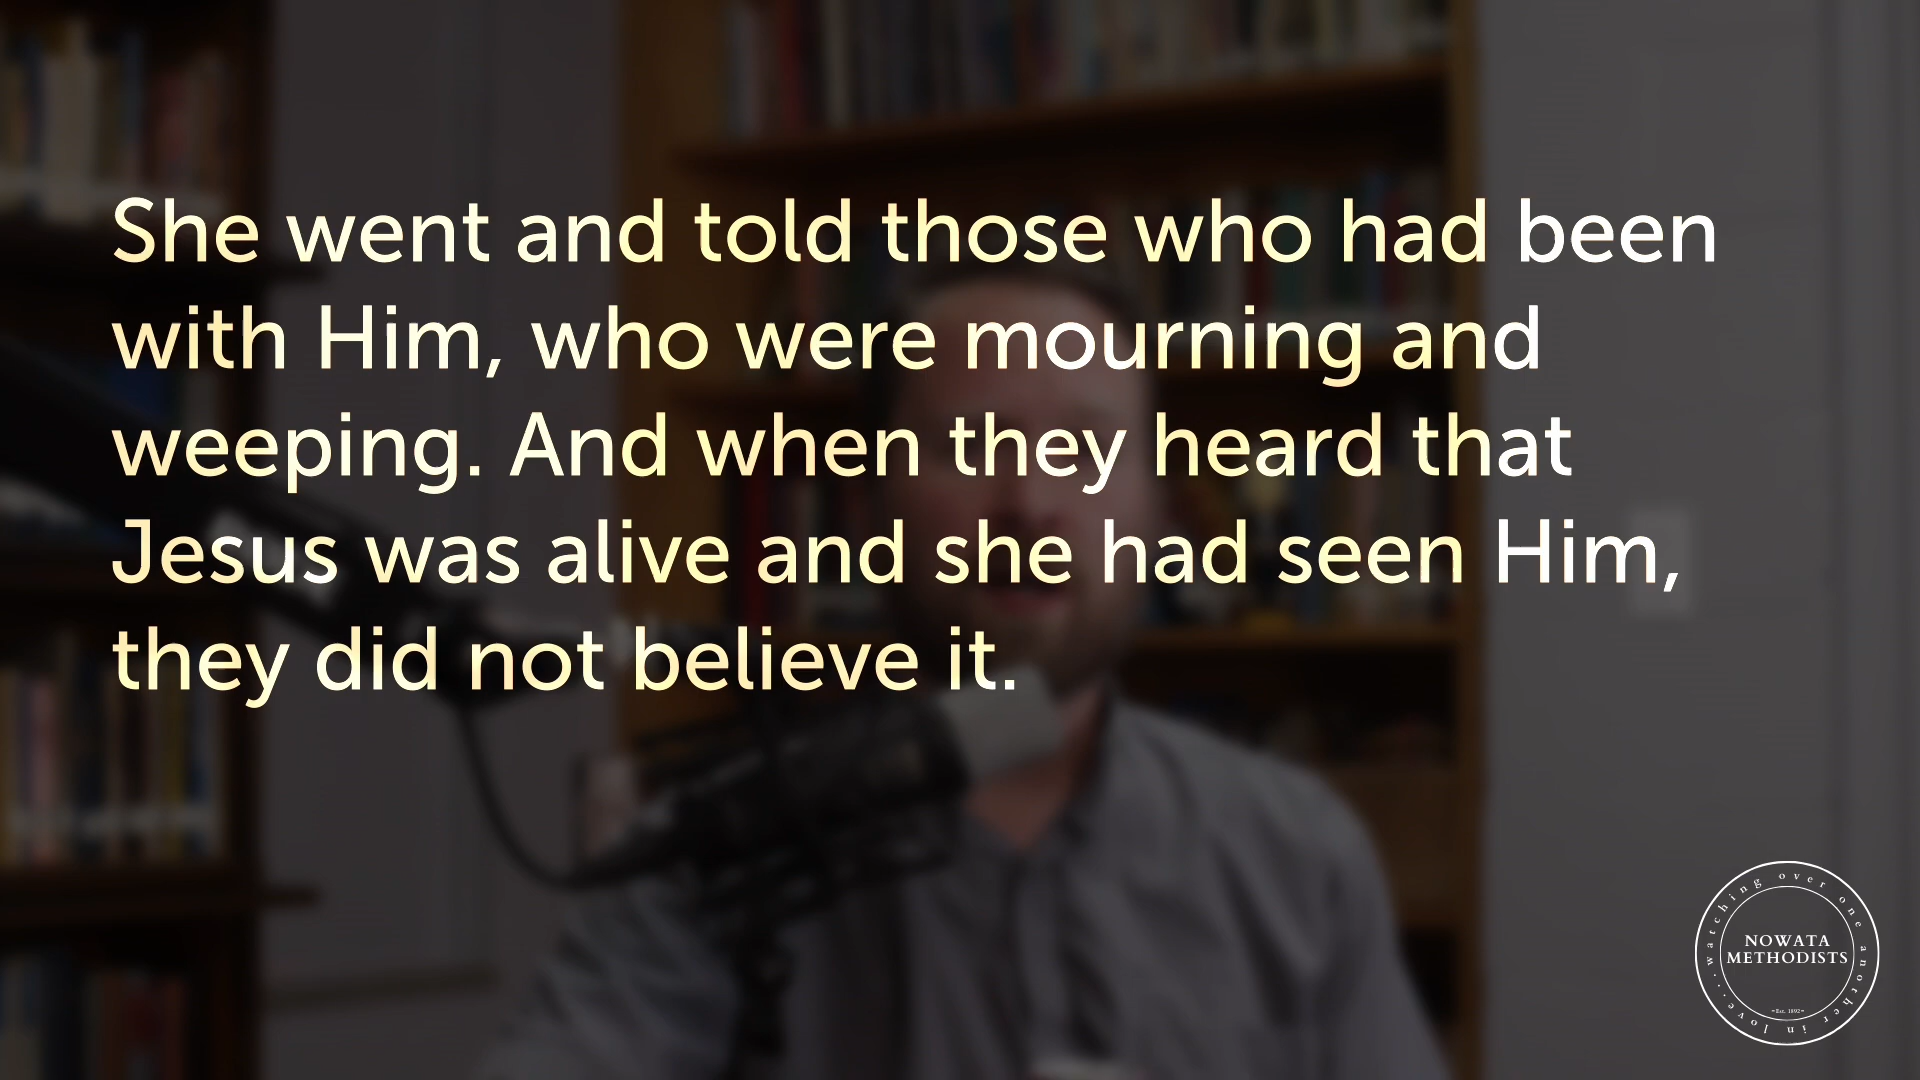 She went and told those who had been
with Him, who were mourning and
weeping. And when they heard that
Jesus was alive and she had seen Him,
they did not believe it.
watching over one another in love...
NOWATA
METHODISTS
Est. 1892